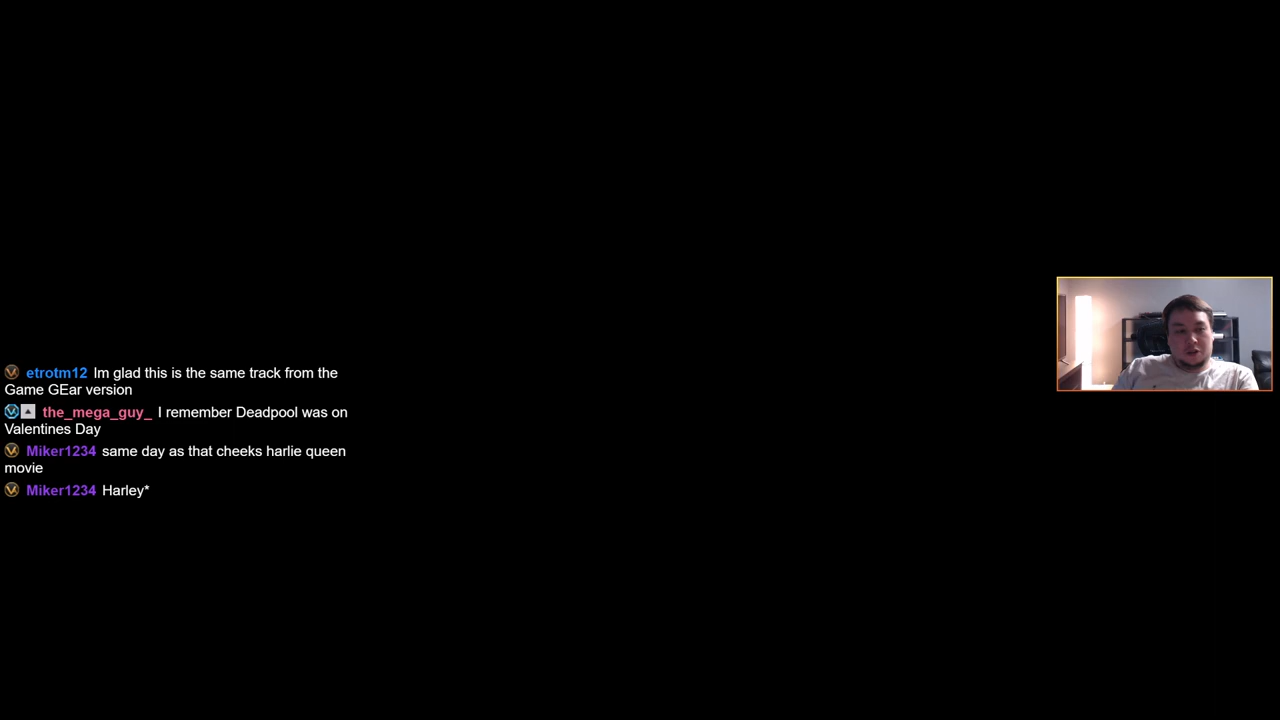 etrotm12 Im glad this is the same track from the
Game GEar version
the_mega_guy_ I remember Deadpool was on
Valentines Day
Miker1234 same day as that cheeks harlie queen
movie
Miker1234 Harley*